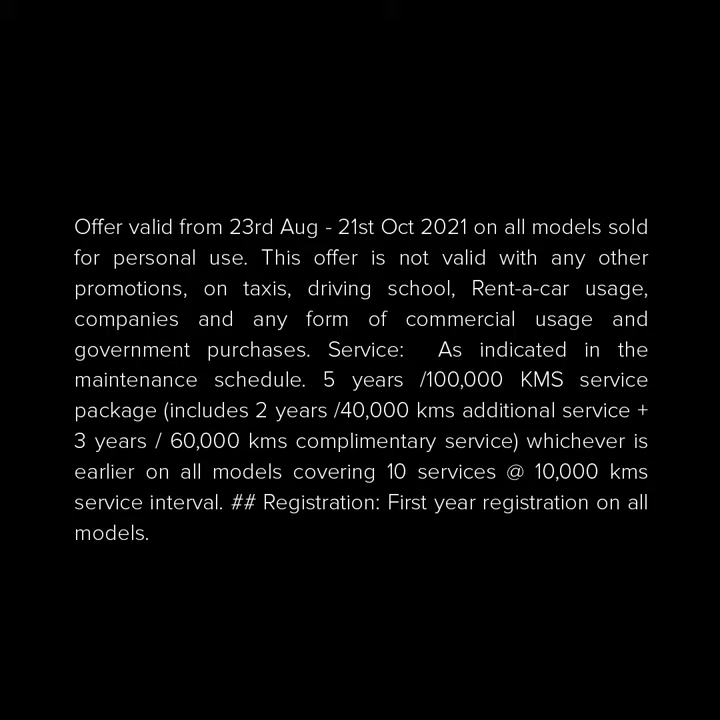 Offer valid from 23rd Aug - 21st Oct 2021 on all models sold
for personal use. This offer is not valid with any other
promotions, on taxis, driving school, Rent-a-car usage,
companies and any form of commercial usage and
government purchases. Service: As indicated in the
maintenance schedule. 5 years /100,000 KMS service
package (includes 2 years /40,000 kms additional service +
3 years / 60,000 kms complimentary service) whichever is
earlier on all models covering 10 services @ 10,000 kms
service interval. ## Registration: First year registration on all
models.